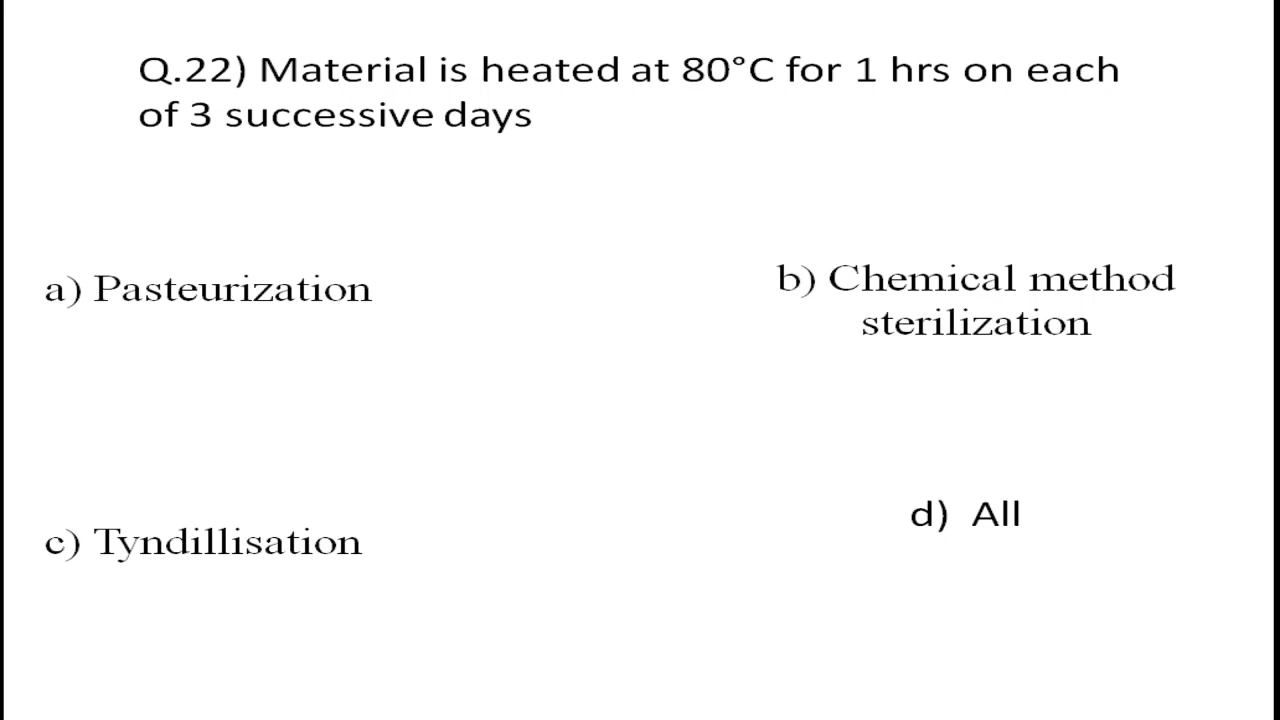 Q.22) Material is heated at 80°C for 1 hrs on each
of 3 successive days
a) Pasteurization
b) Chemical method
sterilization
c) Tyndillisation
d) All